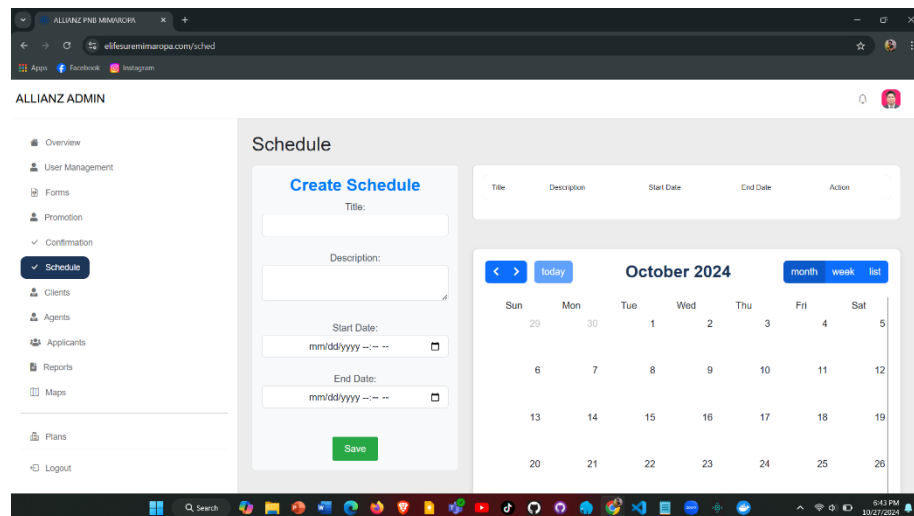 ALLIANZ PNB MIMAROPA
elifesuremimaropa.com/sched
Apps Facebook Instagram
ALLIANZ ADMIN
Overview
User Management
Forms
Promotion
Confirmation
Schedule
Clients
Agents
Applicants
Reports
Maps
Plans
Logout
Schedule
Create Schedule
Title:
Description:
Start Date:
mm/dd/yyyy --:-- --
End Date:
mm/dd/yyyy --:-- --
Save
Title Description Start Date End Date Action
today October 2024 month week list
Sun Mon Tue Wed Thu Fri Sat
29 30 1 2 3 4 5
6 7 8 9 10 11 12
13 14 15 16 17 18 19
20 21 22 23 24 25 26
Search
6:43 PM
10/27/2024